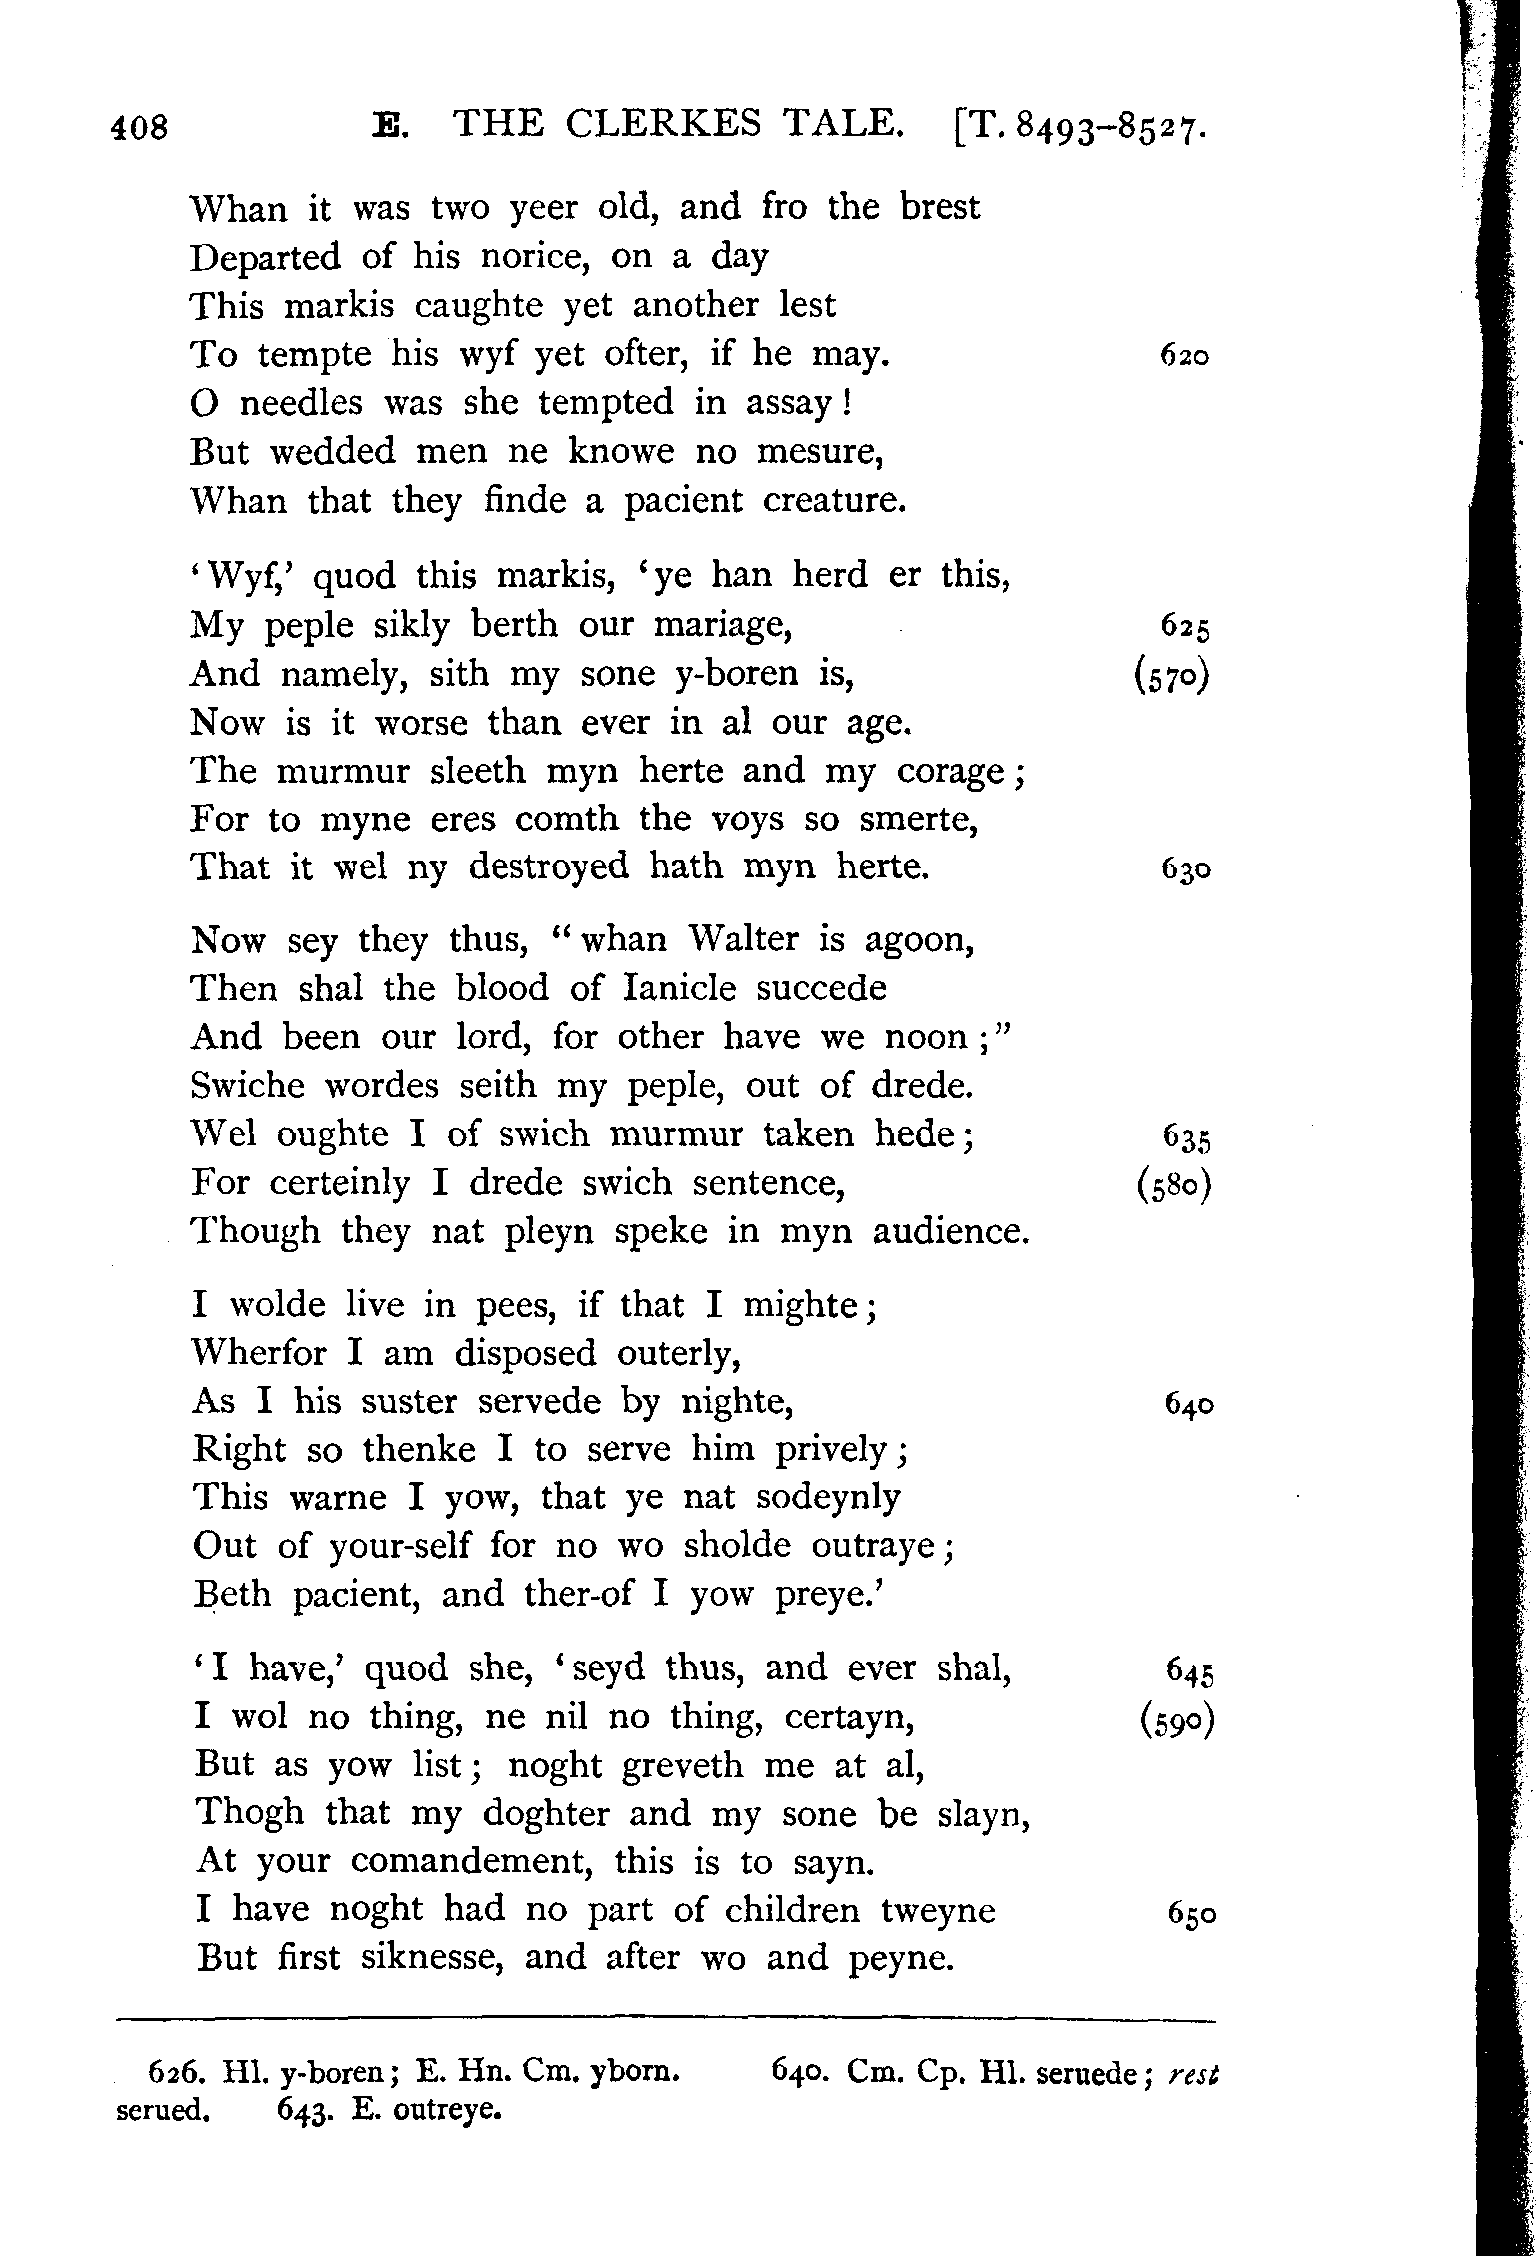 408 E. THE CLERKES TALE. [T. 8493–8527.
Whan it was two yeer old, and fro the brest
Departed of his norice, on a day
This markis caughte yet another lest
To tempte his wyf yet ofter, if he may. 620
O needles was she tempted in assay!
But wedded men ne knowe no mesure,
Whan that they finde a pacient creature.
‘Wyf,’ quod this markis, ‘ye han herd er this,
My peple sikly berth our mariage, 625
And namely, sith my sone y-boren is, (570)
Now is it worse than ever in al our age.
The murmur sleeth myn herte and my corage;
For to myne eres comth the voys so smerte,
That it wel ny destroyed hath myn herte. 630
Now sey they thus, “whan Walter is agoon,
Then shal the blood of Ianicle succede
And been our lord, for other have we noon;”
Swiche wordes seith my peple, out of drede.
Wel oughte I of swich murmur taken hede; 635
For certeinly I drede swich sentence, (580)
Though they nat pleyn speke in myn audience.
I wolde live in pees, if that I mighte;
Wherfor I am disposed outerly,
As I his suster servede by nighte, 640
Right so thenke I to serve him prively;
This warne I yow, that ye nat sodeynly
Out of your-self for no wo sholde outraye;
Beth pacient, and ther-of I yow preye.’
‘I have,’ quod she, ‘seyd thus, and ever shal, 645
I wol no thing, ne nil no thing, certayn, (590)
But as yow list; noght greveth me at al,
Thogh that my doghter and my sone be slayn,
At your comandement, this is to sayn.
I have noght had no part of children tweyne 650
But first siknesse, and after wo and peyne.
626. Hl. y-boren; E. Hn. Cm. yborn. 640. Cm. Cp. Hl. seruede; rest
serued. 643. E. outreye.